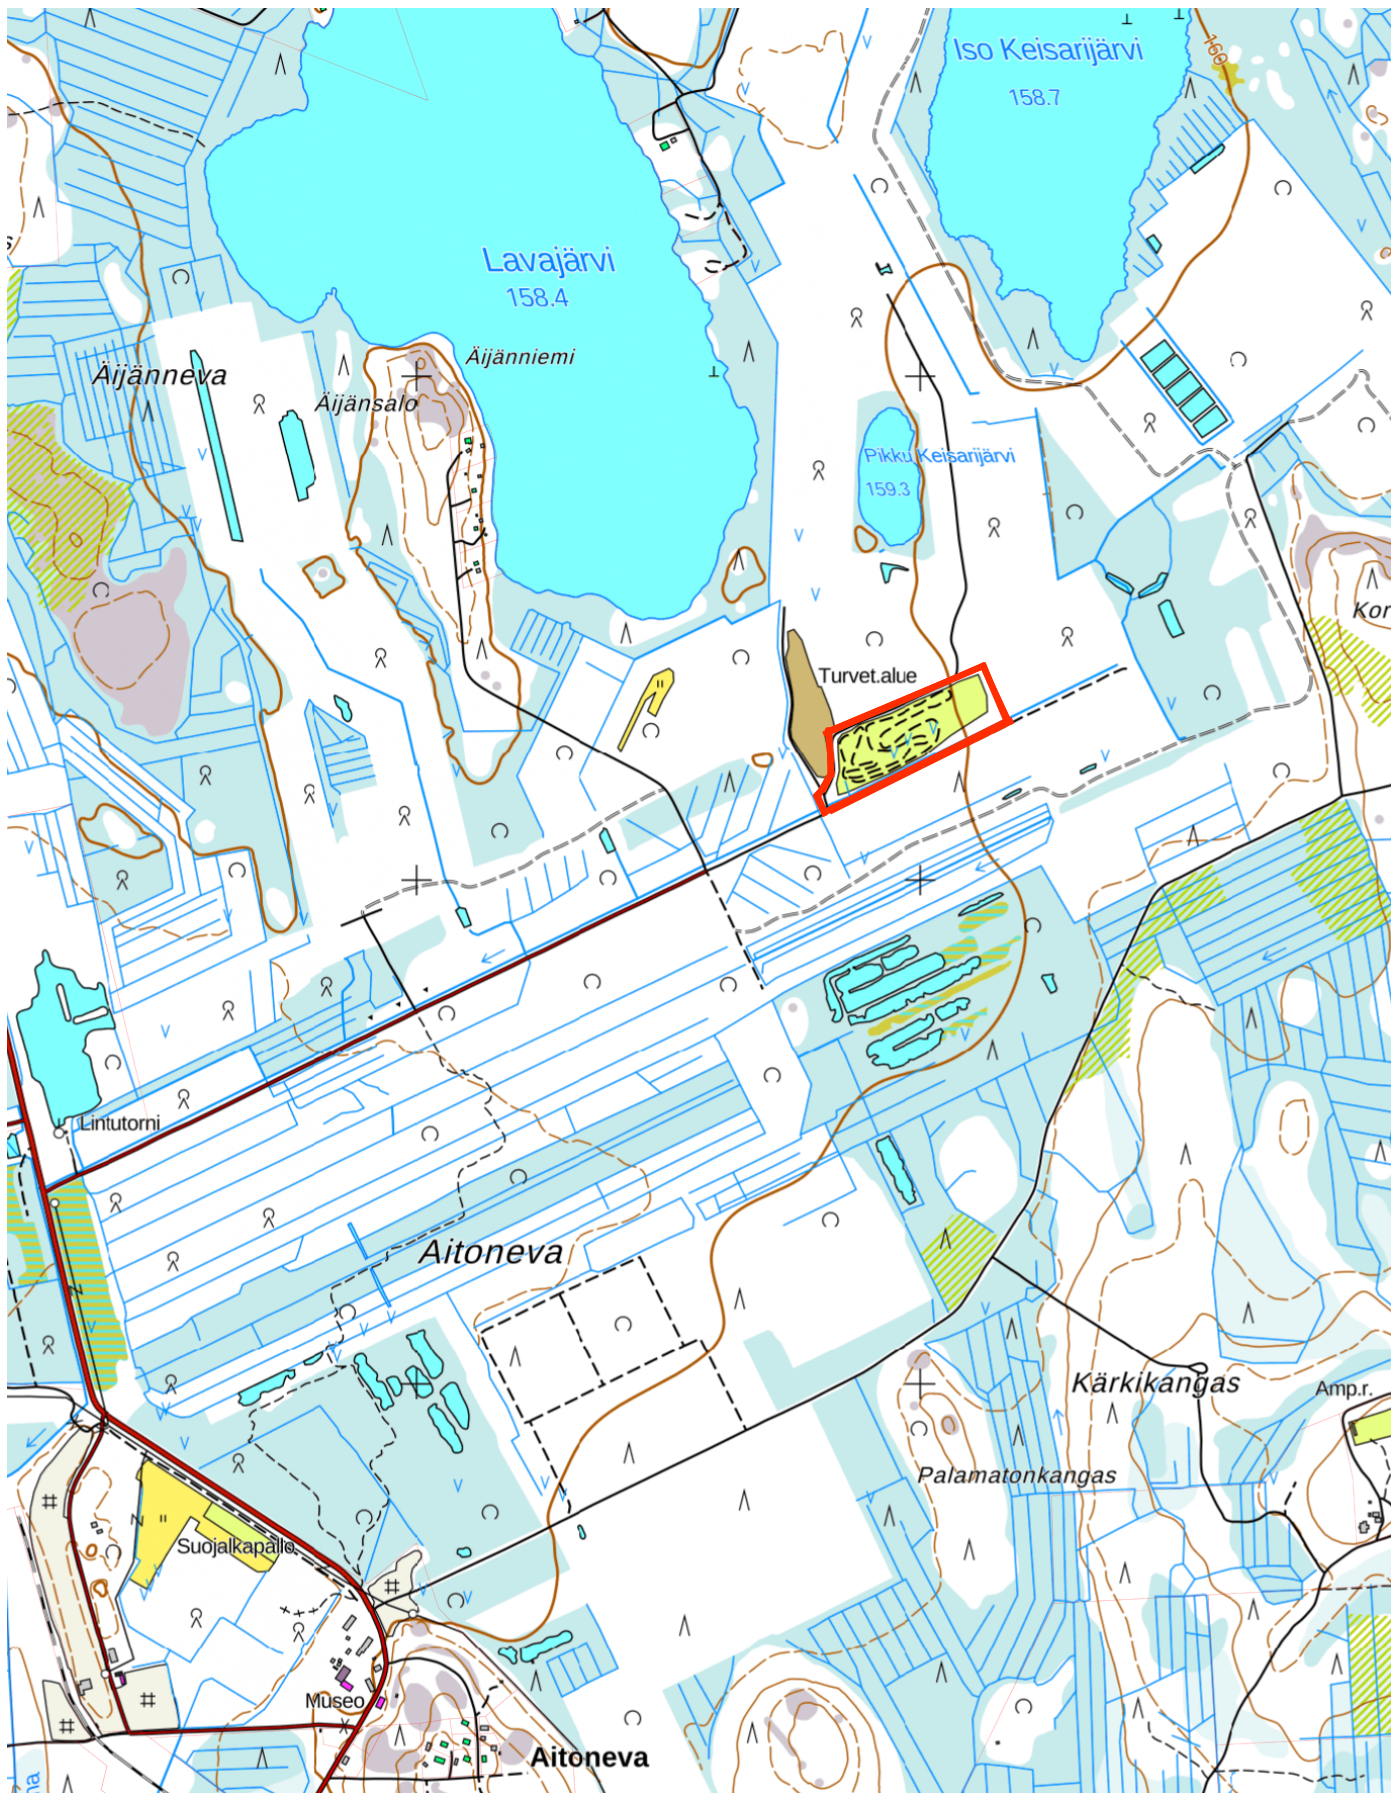 Iso Keisarijärvi
160
158.7
Lavajärvi
158.4
Äijänniemi
Äijänneva
Äijänsalo
Pikku Keisarijärvi
159.3
Kor
Turvet.alue
Lintutorni
Aitoneva
Kärkikangas
Amp.r.
Palamatonkangas
Suojalkapallo
Museo
Aitoneva